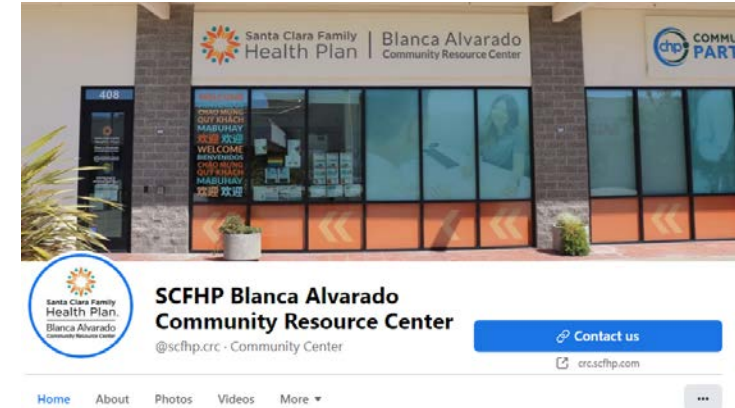 Santa Clara Family
Health Plan
Blanca Alvarado
Community Resource Center
chp
COMMU
PART
408
WELCOME
BIENVENIDOS
CHÀO MỪNG
QUÝ KHÁCH
MABUHAY
欢迎 欢迎
WELCOME
BIENVENIDOS
CHÀO MỪNG
QUÝ KHÁCH
MABUHAY
欢迎 欢迎
Santa Clara Family
Health Plan.
Blanca Alvarado
Community Resource Center
SCFHP Blanca Alvarado
Community Resource Center
@scfhp.crc · Community Center
Contact us
crc.scfhp.com
Home About Photos Videos More